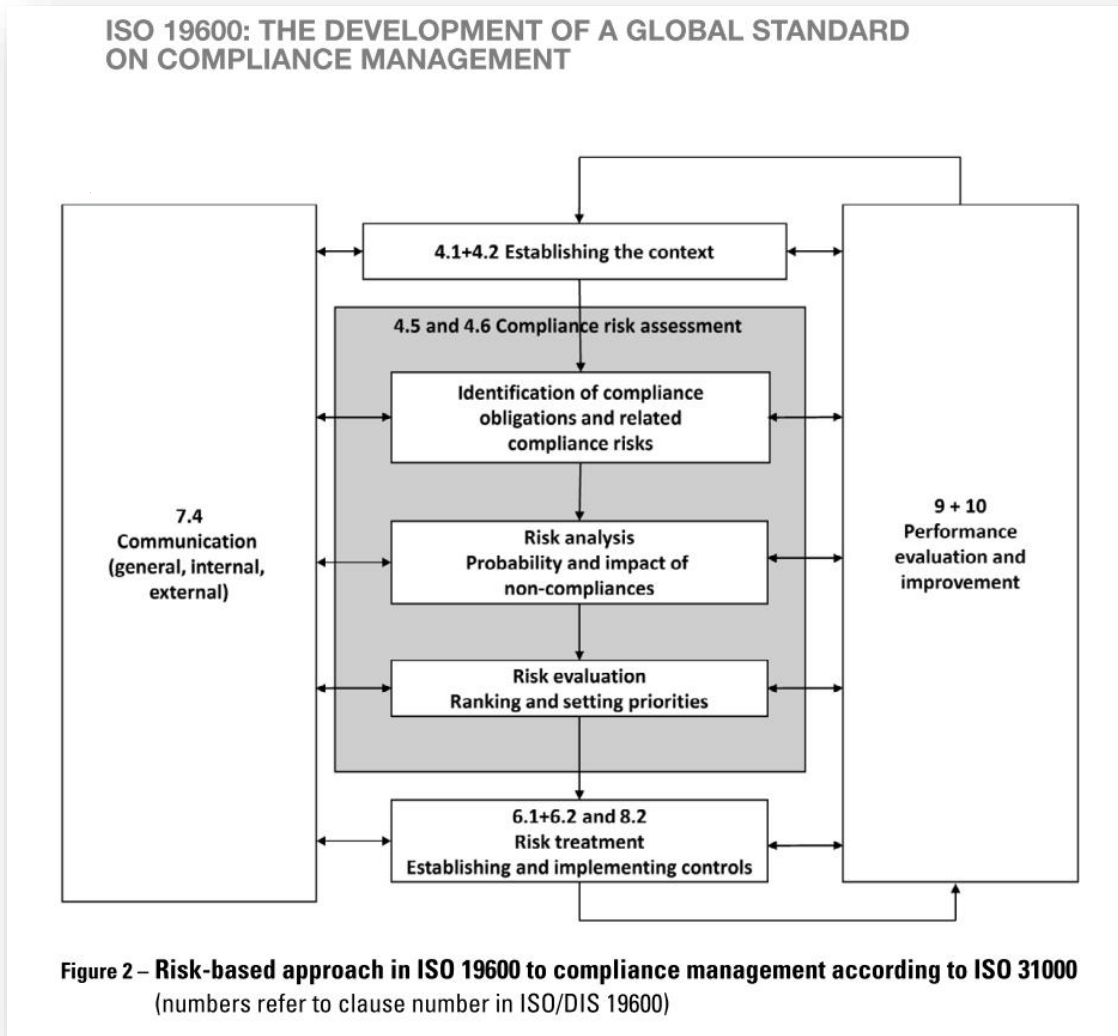 ISO 19600: THE DEVELOPMENT OF A GLOBAL STANDARD
ON COMPLIANCE MANAGEMENT
4.1+4.2 Establishing the context
4.5 and 4.6 Compliance risk assessment
Identification of compliance
obligations and related
compliance risks
7.4
Communication
(general, internal,
external)
Risk analysis
Probability and impact of
non-compliances
9 + 10
Performance
evaluation and
improvement
Risk evaluation
Ranking and setting priorities
6.1+6.2 and 8.2
Risk treatment
Establishing and implementing controls
Figure 2 – Risk-based approach in ISO 19600 to compliance management according to ISO 31000
(numbers refer to clause number in ISO/DIS 19600)